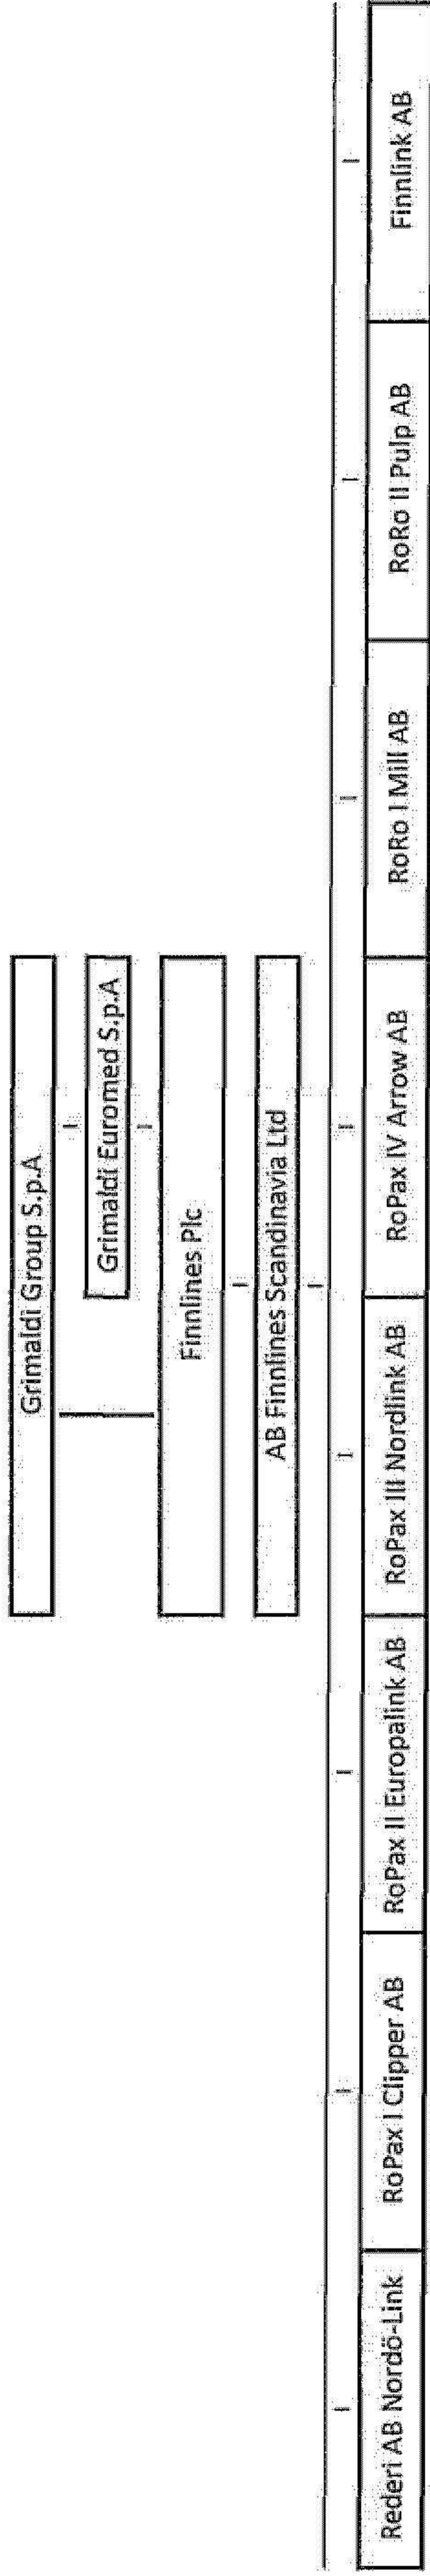 Grimaldi Group S.p.A
Grimaldi Euromed S.p.A
Finnlines Plc
AB Finnlines Scandinavia Ltd
Rederi AB Nordö-Link
RoPax I Clipper AB
RoPax II Europalink AB
RoPax III Nordlink AB
RoPax IV Arrow AB
RoRo I Mill AB
RoRo II Pulp AB
Finnlink AB